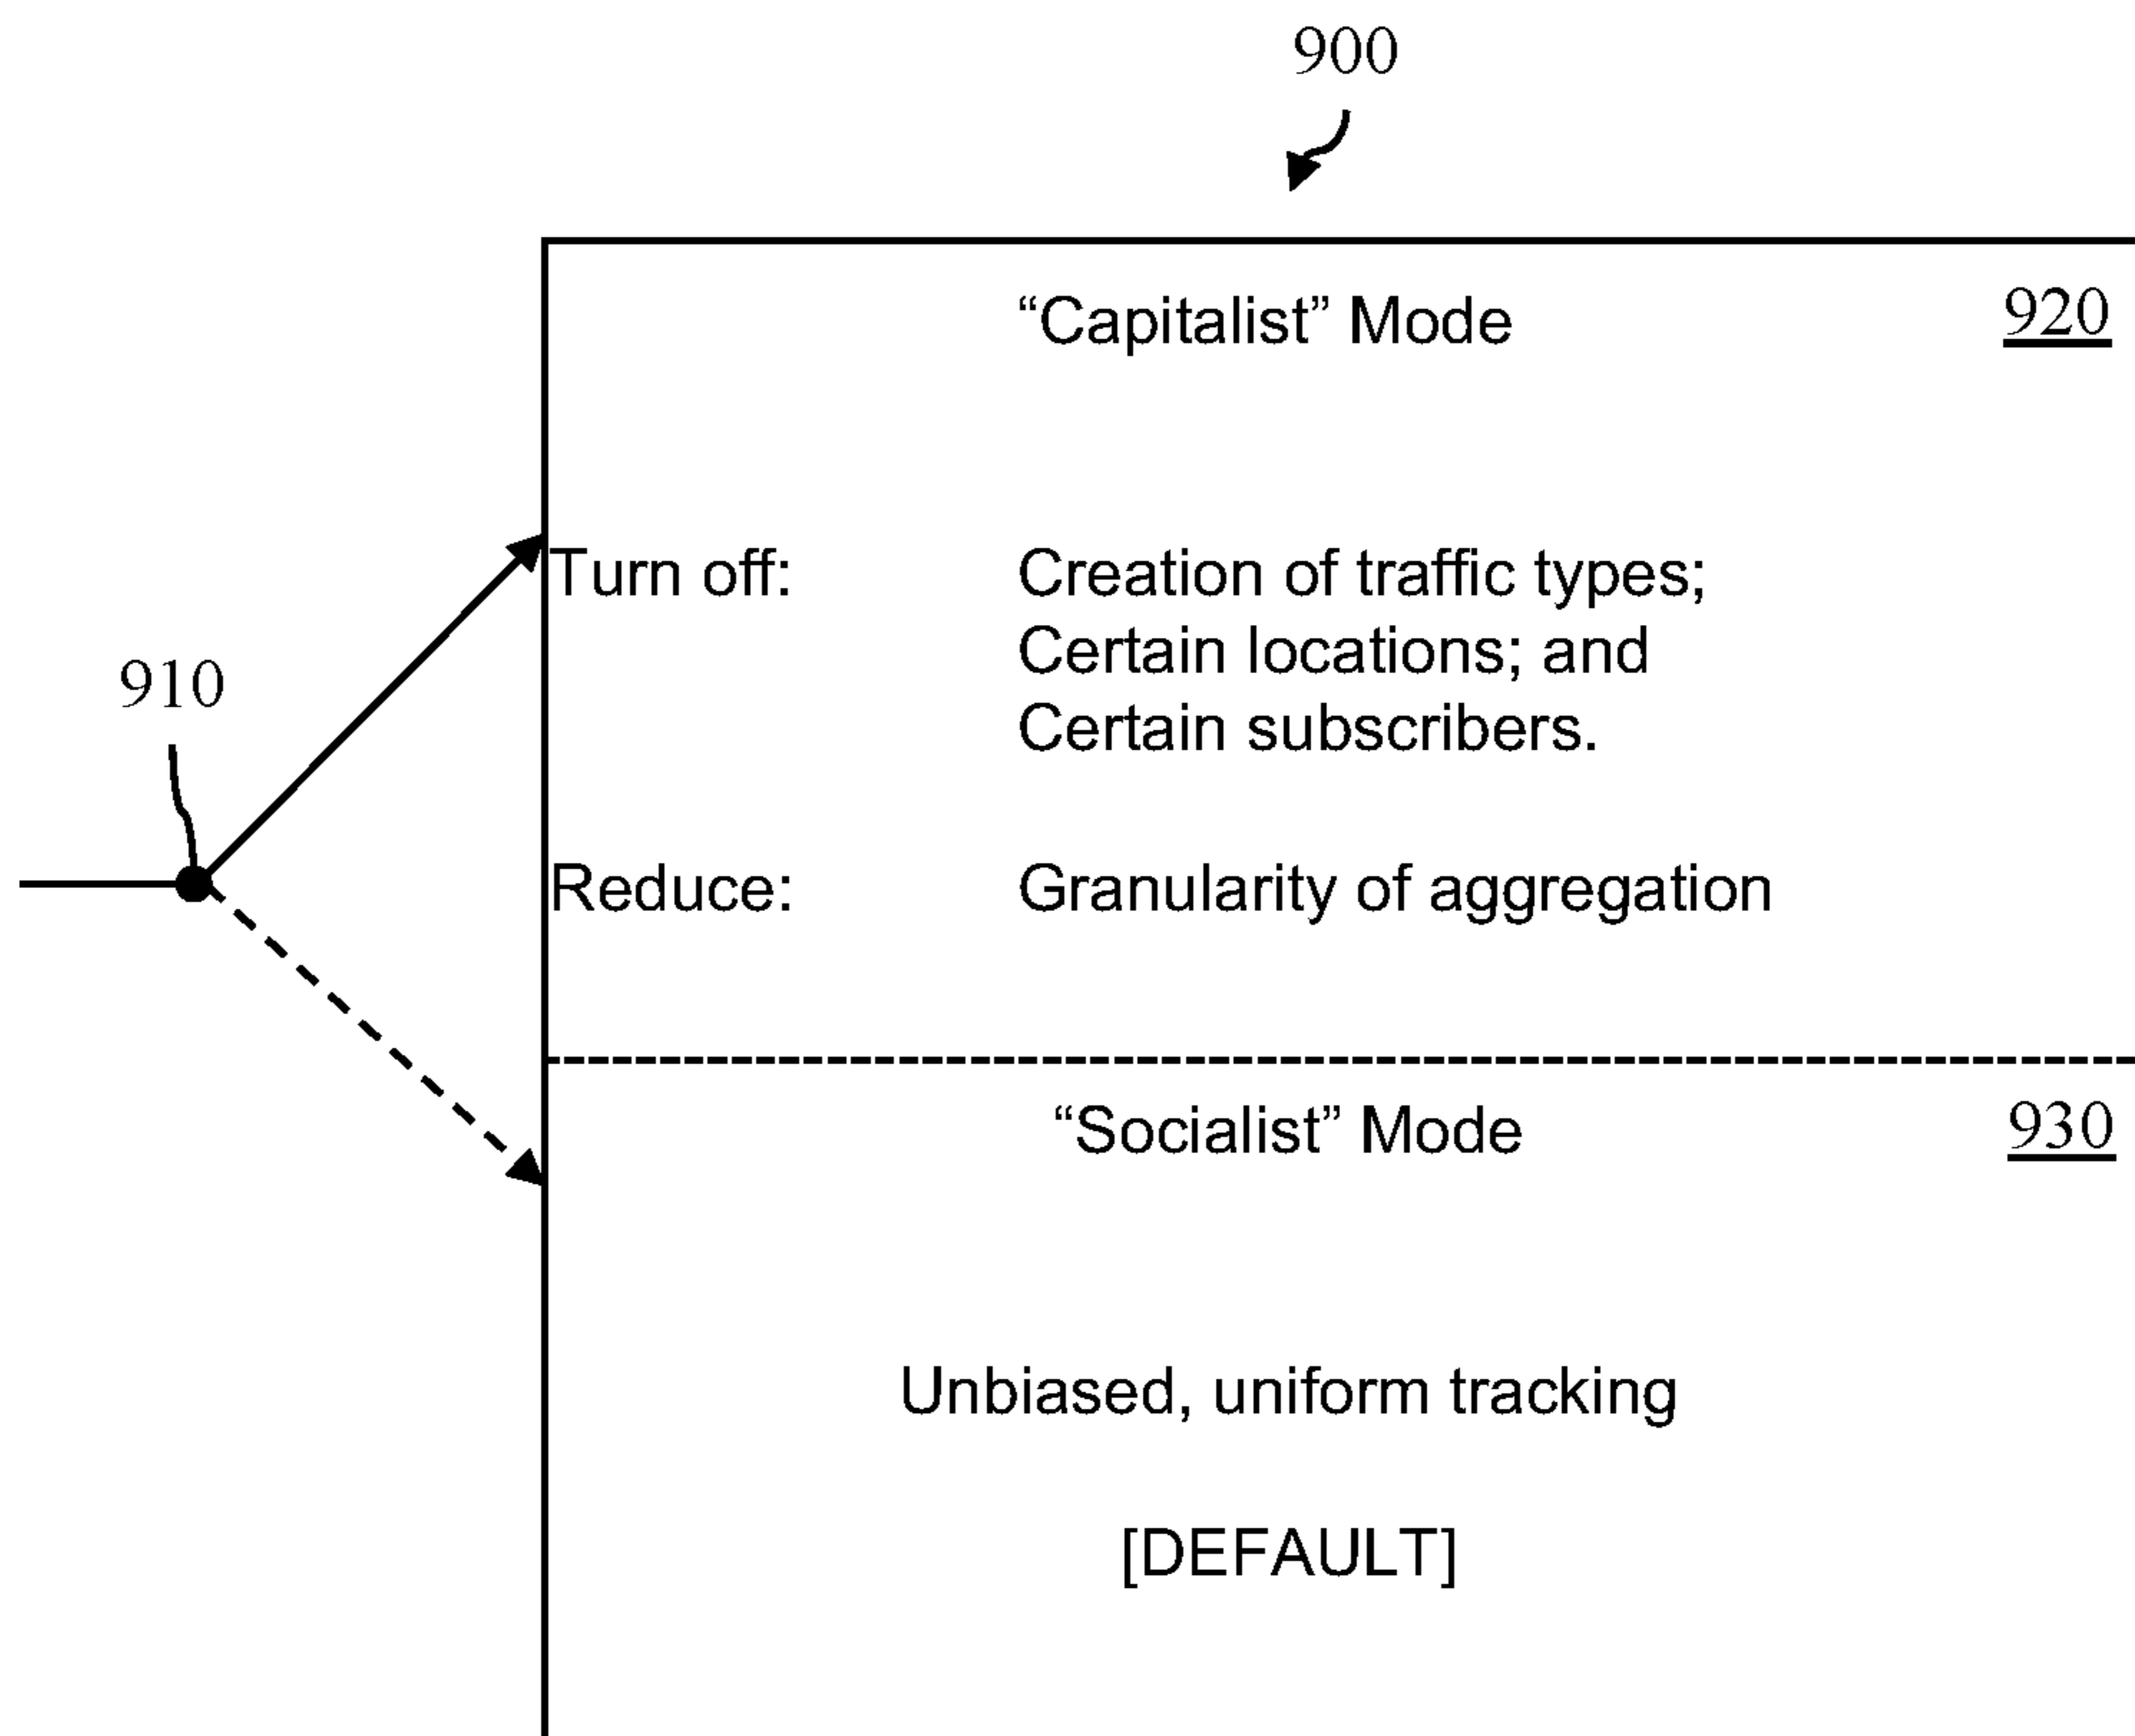 900
“Capitalist” Mode 920
Turn off: Creation of traffic types;
Certain locations; and
910
Certain subscribers.
Reduce: Granularity of aggregation
“Socialist” Mode 930
Unbiased, uniform tracking
[DEFAULT]